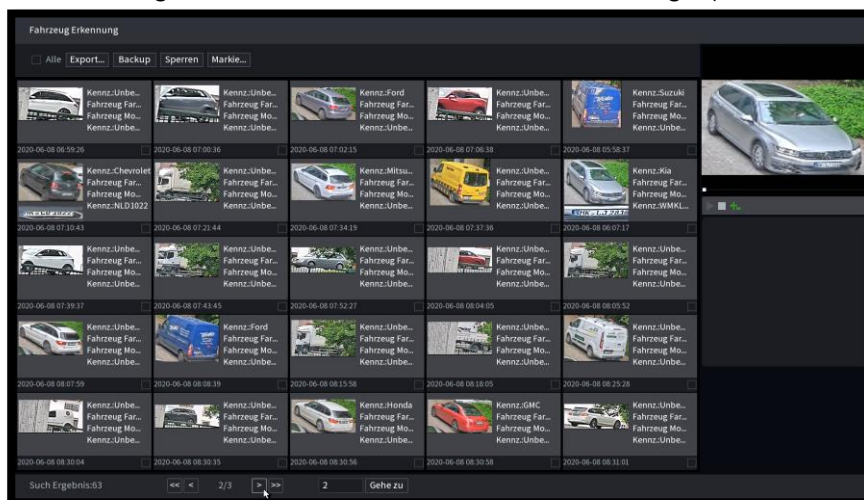 Fahrzeug Erkennung
Alle Export... Backup Sperren Markie...
Kennz.:Unbe... Kennz.:Unbe... Kennz.:Ford Kennz.:Unbe... Kennz.:Suzuki
Fahrzeug Far... Fahrzeug Far... Fahrzeug Far... Fahrzeug Far... Fahrzeug Far...
Fahrzeug Mo... Fahrzeug Mo... Fahrzeug Mo... Fahrzeug Mo... Fahrzeug Mo...
Kennz.:Unbe... Kennz.:Unbe... Kennz.:Unbe... Kennz.:Unbe... Kennz.:Unbe...
2020-06-08 06:59:26 2020-06-08 07:00:36 2020-06-08 07:02:15 2020-06-08 07:06:38 2020-06-08 05:58:37
Kennz.:Chevrolet Kennz.:Unbe... Kennz.:Mitsu... Kennz.:Unbe... Kennz.:Kia
Fahrzeug Far... Fahrzeug Far... Fahrzeug Far... Fahrzeug Far... Fahrzeug Far...
Fahrzeug Mo... Fahrzeug Mo... Fahrzeug Mo... Fahrzeug Mo... Fahrzeug Mo...
Kennz.:NLD1022 Kennz.:Unbe... Kennz.:Unbe... Kennz.:Unbe... Kennz.:WMKL...
2020-06-08 07:10:43 2020-06-08 07:21:44 2020-06-08 07:34:19 2020-06-08 07:37:36 2020-06-08 06:07:17
Kennz.:Unbe... Kennz.:Unbe... Kennz.:Unbe... Kennz.:Unbe... Kennz.:Unbe...
Fahrzeug Far... Fahrzeug Far... Fahrzeug Far... Fahrzeug Far... Fahrzeug Far...
Fahrzeug Mo... Fahrzeug Mo... Fahrzeug Mo... Fahrzeug Mo... Fahrzeug Mo...
Kennz.:Unbe... Kennz.:Unbe... Kennz.:Unbe... Kennz.:Unbe... Kennz.:Unbe...
2020-06-08 07:39:37 2020-06-08 07:43:45 2020-06-08 07:52:27 2020-06-08 08:04:05 2020-06-08 08:05:52
Kennz.:Unbe... Kennz.:Ford Kennz.:Unbe... Kennz.:Unbe... Kennz.:Unbe...
Fahrzeug Far... Fahrzeug Far... Fahrzeug Far... Fahrzeug Far... Fahrzeug Far...
Fahrzeug Mo... Fahrzeug Mo... Fahrzeug Mo... Fahrzeug Mo... Fahrzeug Mo...
Kennz.:Unbe... Kennz.:Unbe... Kennz.:Unbe... Kennz.:Unbe... Kennz.:Unbe...
2020-06-08 08:07:59 2020-06-08 08:08:39 2020-06-08 08:15:58 2020-06-08 08:18:05 2020-06-08 08:25:28
Kennz.:Unbe... Kennz.:Unbe... Kennz.:Honda Kennz.:GMC Kennz.:Unbe...
Fahrzeug Far... Fahrzeug Far... Fahrzeug Far... Fahrzeug Far... Fahrzeug Far...
Fahrzeug Mo... Fahrzeug Mo... Fahrzeug Mo... Fahrzeug Mo... Fahrzeug Mo...
Kennz.:Unbe... Kennz.:Unbe... Kennz.:Unbe... Kennz.:Unbe... Kennz.:Unbe...
2020-06-08 08:30:04 2020-06-08 08:30:35 2020-06-08 08:30:56 2020-06-08 08:30:58 2020-06-08 08:31:01
Such Ergebnis:63 << < 2/3 > >> 2 Gehe zu